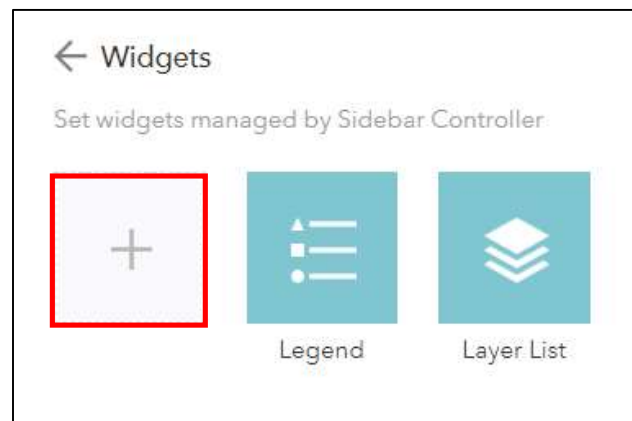 Widgets
Set widgets managed by Sidebar Controller
Legend
Layer List